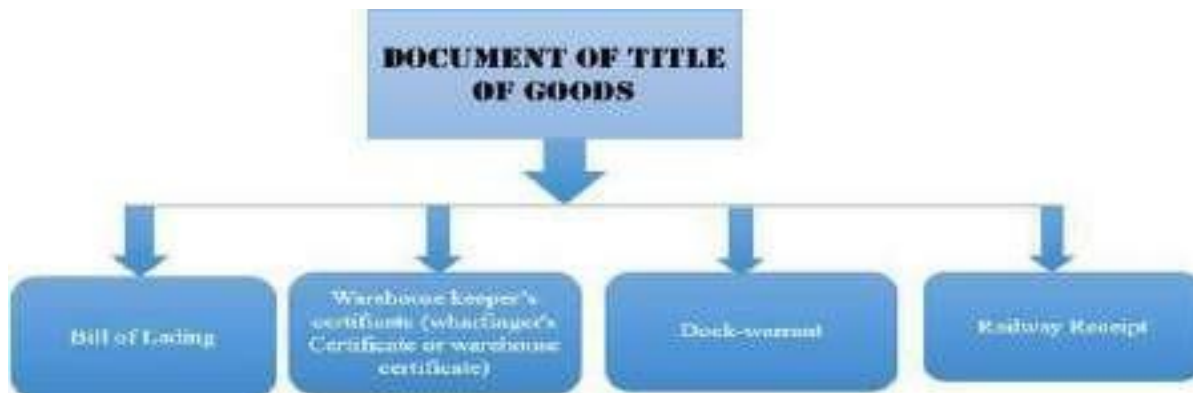 DOCUMENT OF TITLE
OF GOODS
Bill of Lading
Warehouse keeper's
certificate (wharfinger's
Certificate or warehouse
certificate)
Dock-warrant
Railway Receipt